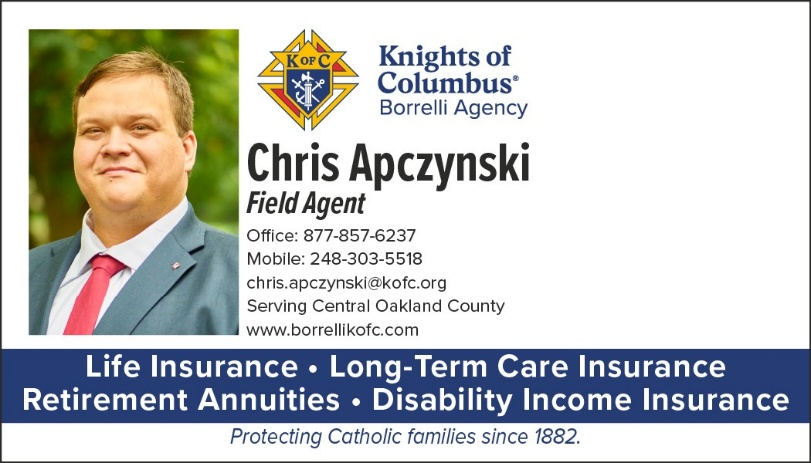 K OF C
Knights of
Columbus®
Borrelli Agency
Chris Apczynski
Field Agent
Office: 877-857-6237
Mobile: 248-303-5518
chris.apczynski@kofc.org
Serving Central Oakland County
www.borrellikofc.com
Life Insurance • Long-Term Care Insurance
Retirement Annuities • Disability Income Insurance
Protecting Catholic families since 1882.